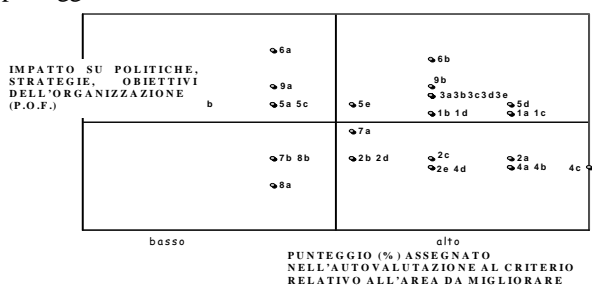 6a
6b
IMPATTO SU POLITICHE,
STRATEGIE, OBIETTIVI
DELL'ORGANIZZAZIONE
(P.O.F.)
9a
9b
3a3b3c3d3e
b
5a 5c
5e
5d
1b 1d
1a 1c
7a
7b 8b
2b 2d
2c
2a
2e 4d
4a 4b
4c
8a
basso
alto
PUNTEGGIO (%) ASSEGNATO
NELL'AUTOVALUTAZIONE AL CRITERIO
RELATIVO ALL'AREA DA MIGLIORARE